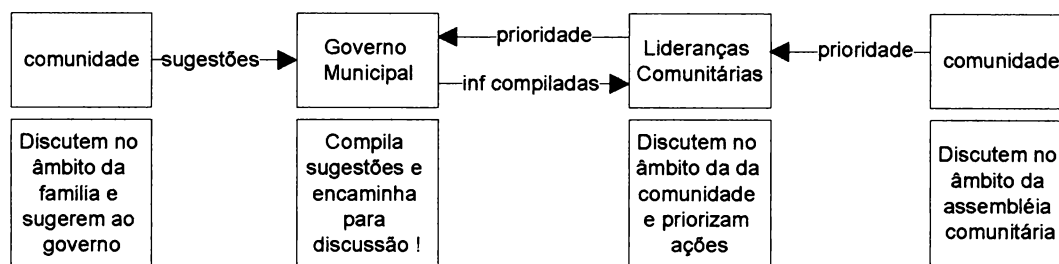 comunidade
sugestões
Governo
Municipal
prioridade
inf compiladas
Lideranças
Comunitárias
prioridade
comunidade
Discutem no
âmbito da
familia e
sugerem ao
governo
Compila
sugestões e
encaminha
para
discussão !
Discutem no
âmbito da da
comunidade
e priorizam
ações
Discutem no
âmbito da
assembléia
comunitária